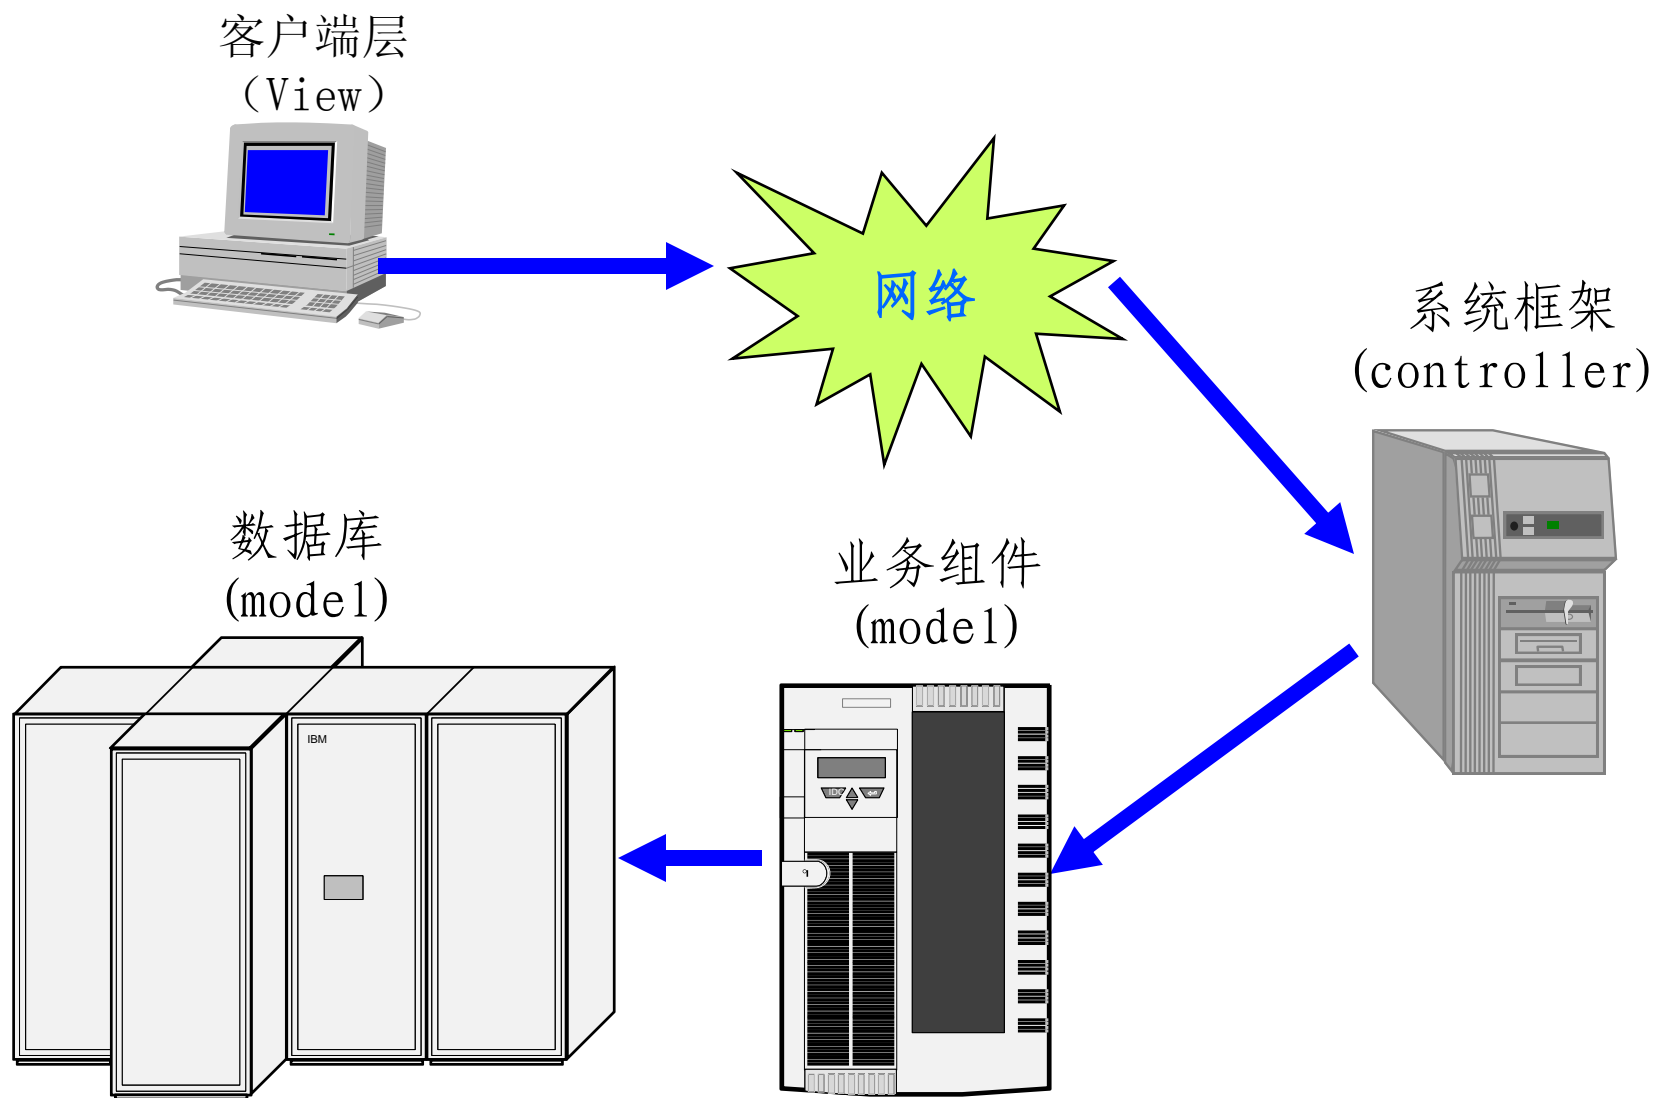 客户端层
（View）
网络
系统框架
(controller)
数据库
(model)
业务组件
(model)
IBM